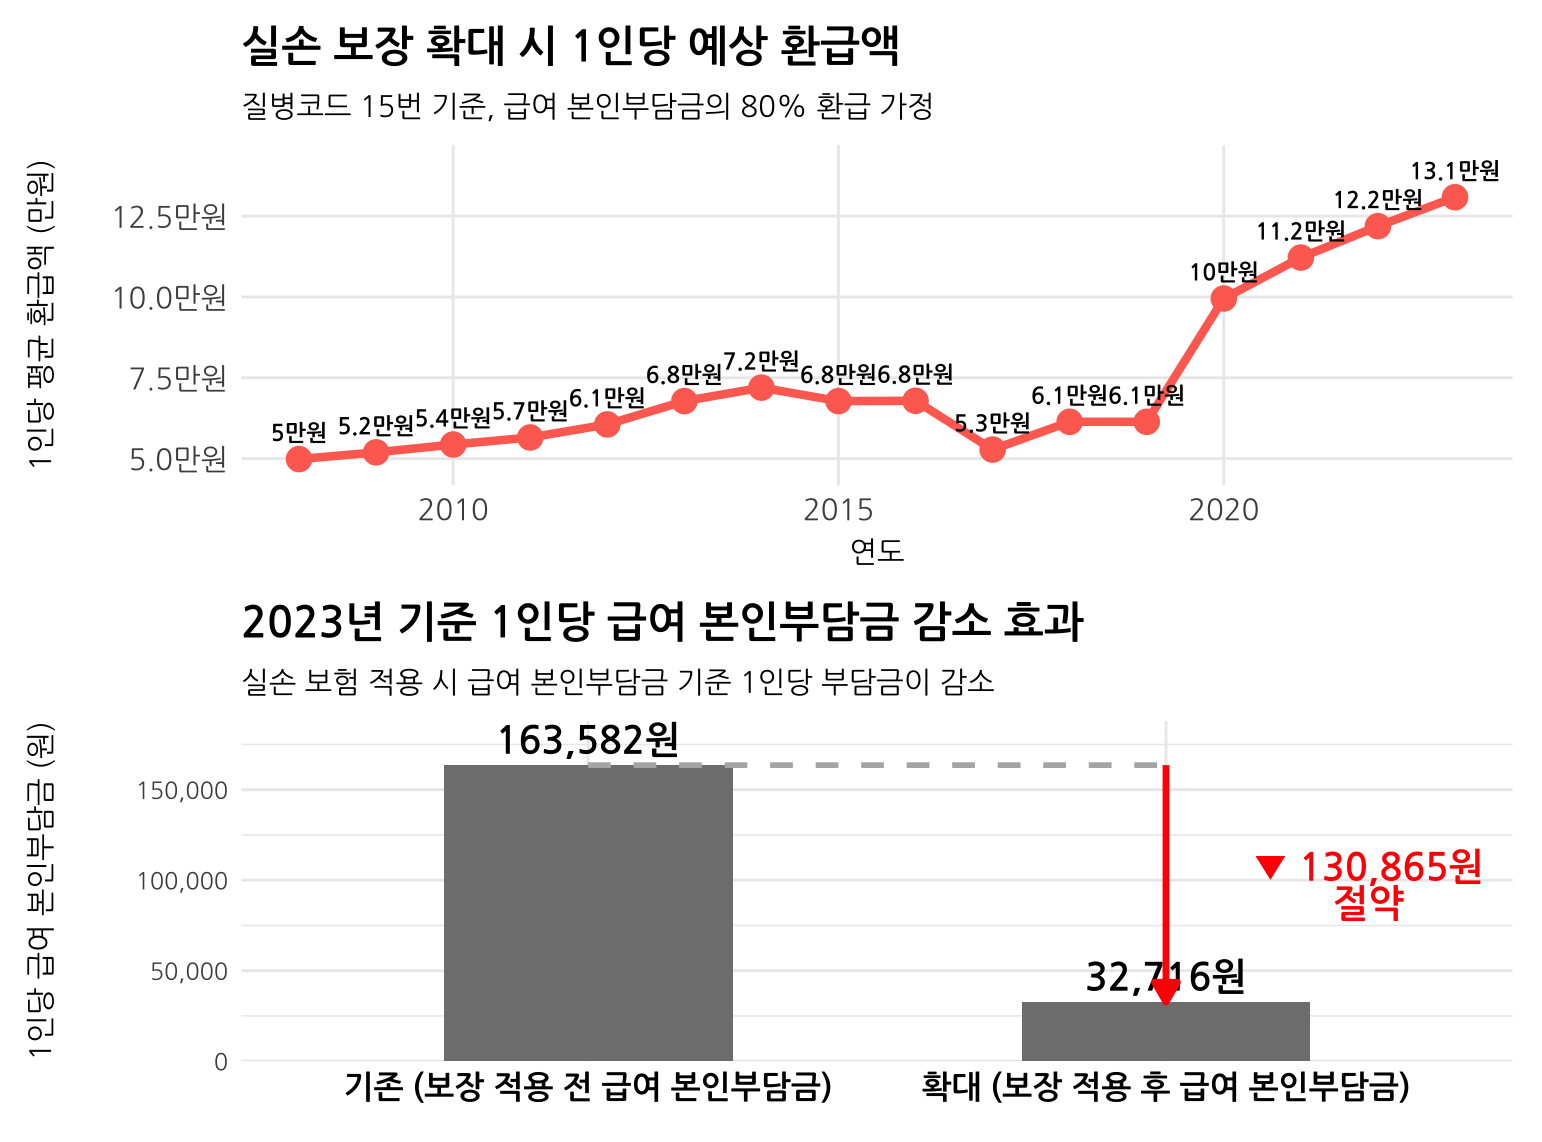 실손 보장 확대 시 1인당 예상 환급액
질병코드 15번 기준, 급여 본인부담금의 80% 환급 가정
1인당 평균 환급액 (만원)
12.5만원
10.0만원
7.5만원
5.0만원
5만원
5.2만원
5.4만원
5.7만원
6.1만원
6.8만원
7.2만원
6.8만원
6.8만원
5.3만원
6.1만원
6.1만원
10만원
11.2만원
12.2만원
13.1만원
2010
2015
2020
연도
2023년 기준 1인당 급여 본인부담금 감소 효과
실손 보험 적용 시 급여 본인부담금 기준 1인당 부담금이 감소
1인당 급여 본인부담금 (원)
150,000
100,000
50,000
0
163,582원
▼ 130,865원
절약
32,716원
기존 (보장 적용 전 급여 본인부담금)
확대 (보장 적용 후 급여 본인부담금)